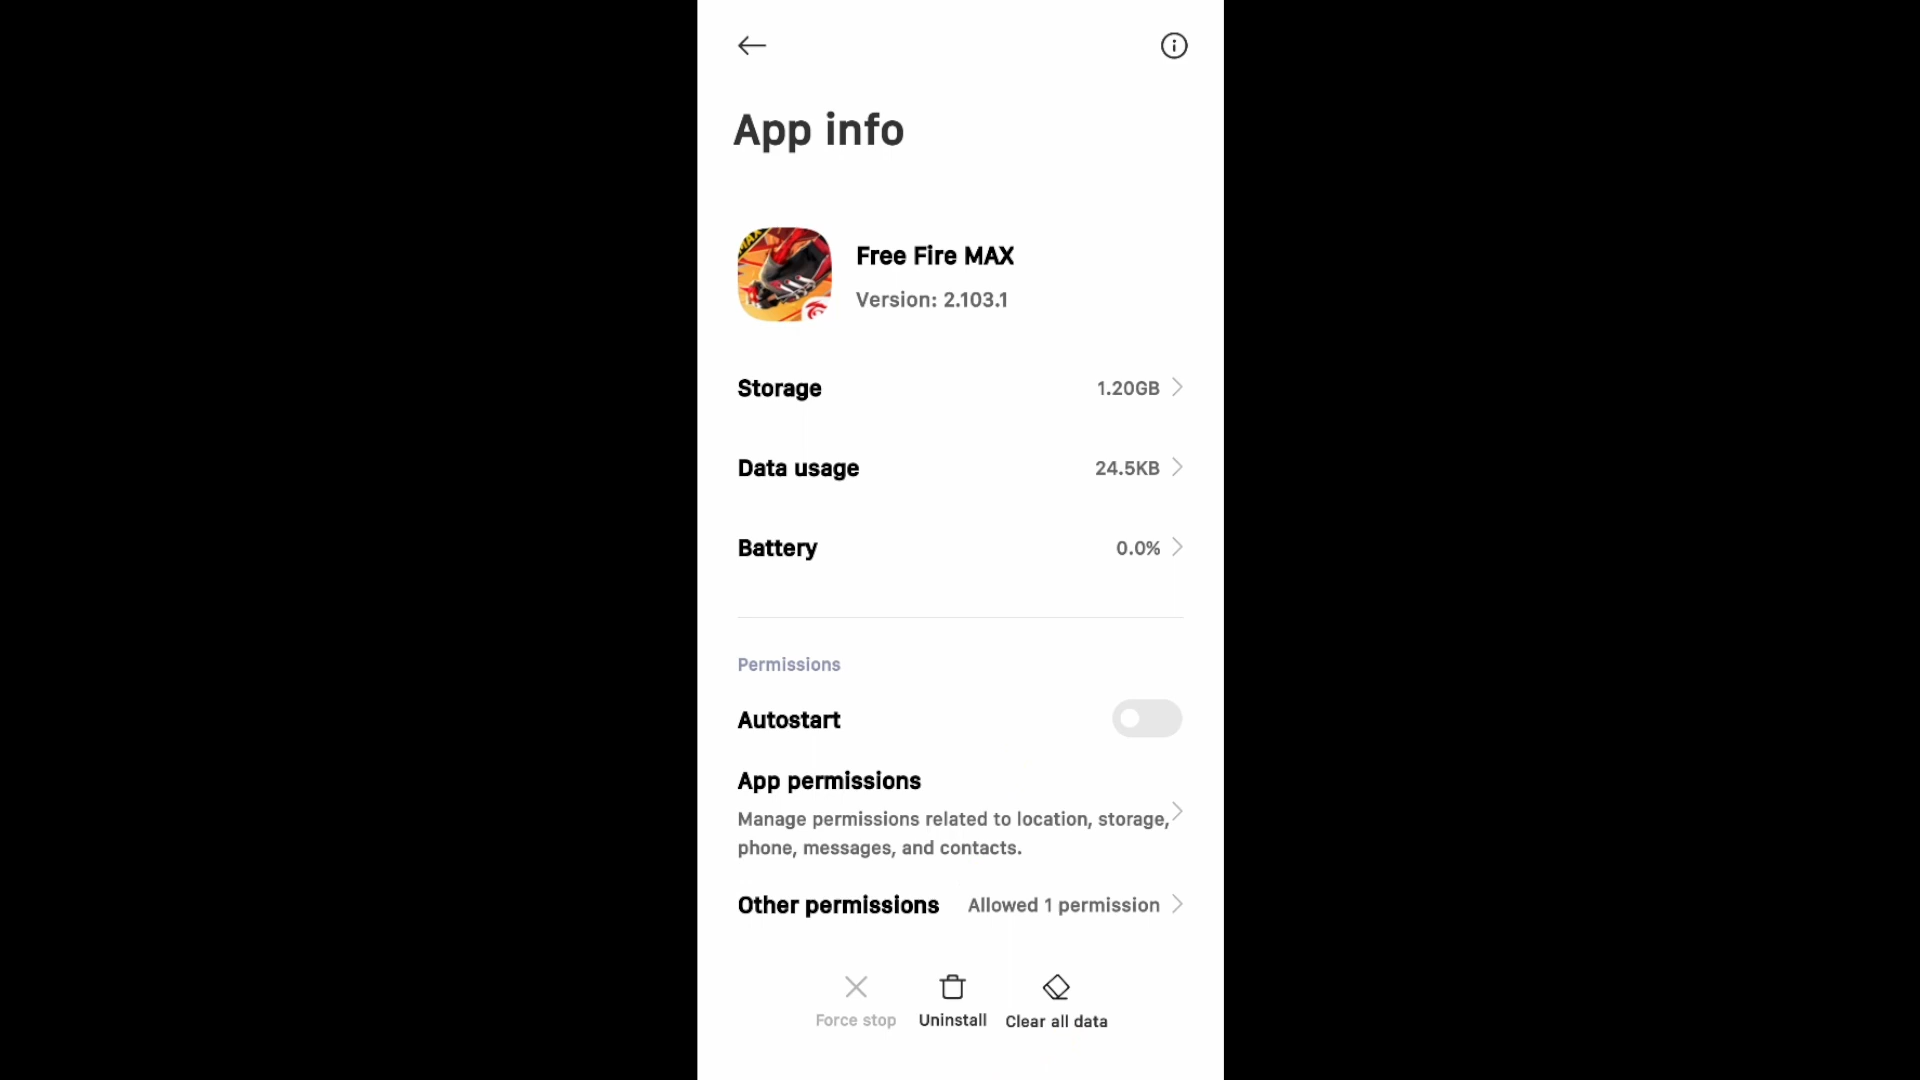 App info
MAX
Free Fire MAX
Version: 2.103.1
Storage 1.20GB
Data usage 24.5KB
Battery 0.0%
Permissions
Autostart
App permissions
Manage permissions related to location, storage,
phone, messages, and contacts.
Other permissions Allowed 1 permission
Force stop Uninstall Clear all data